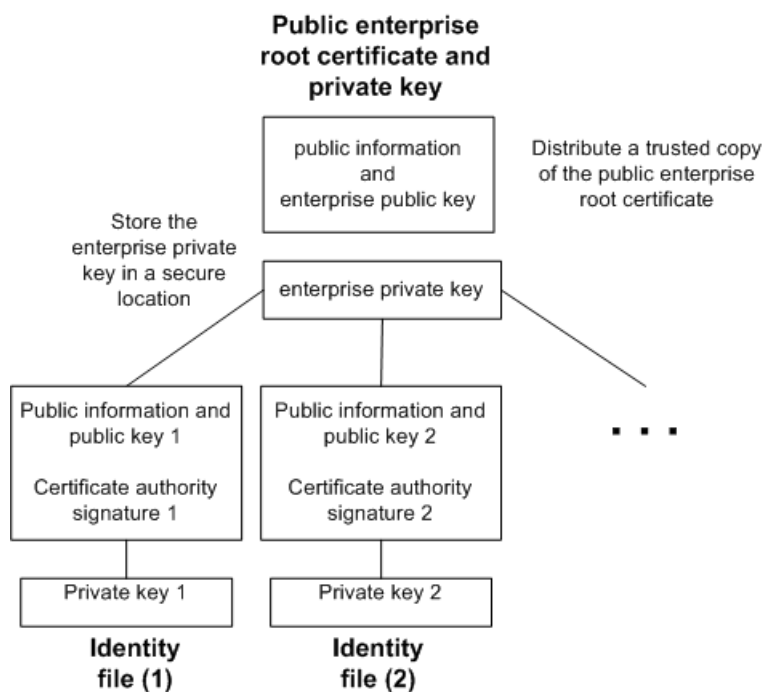 Public enterprise
root certificate and
private key
public information
and
enterprise public key
Distribute a trusted copy
of the public enterprise
root certificate
Store the
enterprise private
key in a secure
location
enterprise private key
Public information and
public key 1
Certificate authority
signature 1
Public information and
public key 2
Certificate authority
signature 2
. . .
Private key 1
Private key 2
Identity
file (1)
Identity
file (2)